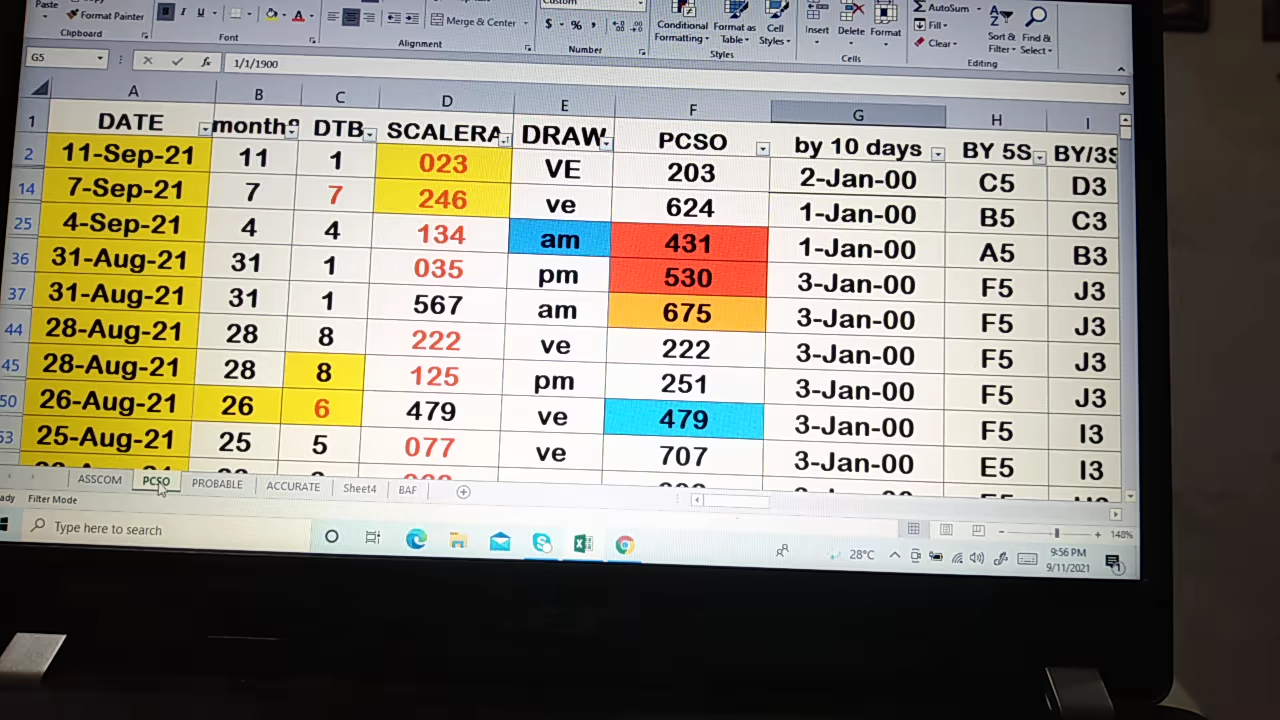 Paste Format Painter B I U $ % , Merge & Center Custom Conditional Formatting Format as Table Cell Styles Insert Delete Format AutoSum Fill Clear Sort & Filter Find & Select
Clipboard Font Alignment Number Styles Cells Editing
G5 fx 1/1/1900
A B C D E F G H I
1 DATE months DTB SCALERA DRAW PCSO by 10 days BY 5S BY/3S
2 11-Sep-21 11 1 023 VE 203 2-Jan-00 C5 D3
14 7-Sep-21 7 7 246 ve 624 1-Jan-00 B5 C3
25 4-Sep-21 4 4 134 am 431 1-Jan-00 A5 B3
36 31-Aug-21 31 1 035 pm 530 3-Jan-00 F5 J3
37 31-Aug-21 31 1 567 am 675 3-Jan-00 F5 J3
44 28-Aug-21 28 8 222 ve 222 3-Jan-00 F5 J3
45 28-Aug-21 28 8 125 pm 251 3-Jan-00 F5 J3
50 26-Aug-21 26 6 479 ve 479 3-Jan-00 F5 I3
53 25-Aug-21 25 5 077 ve 707 3-Jan-00 E5 I3
ASSCOM PCSO PROBABLE ACCURATE Sheet4 BAF
ady Filter Mode 148%
Type here to search 28°C 9:56 PM
9/11/2021 1